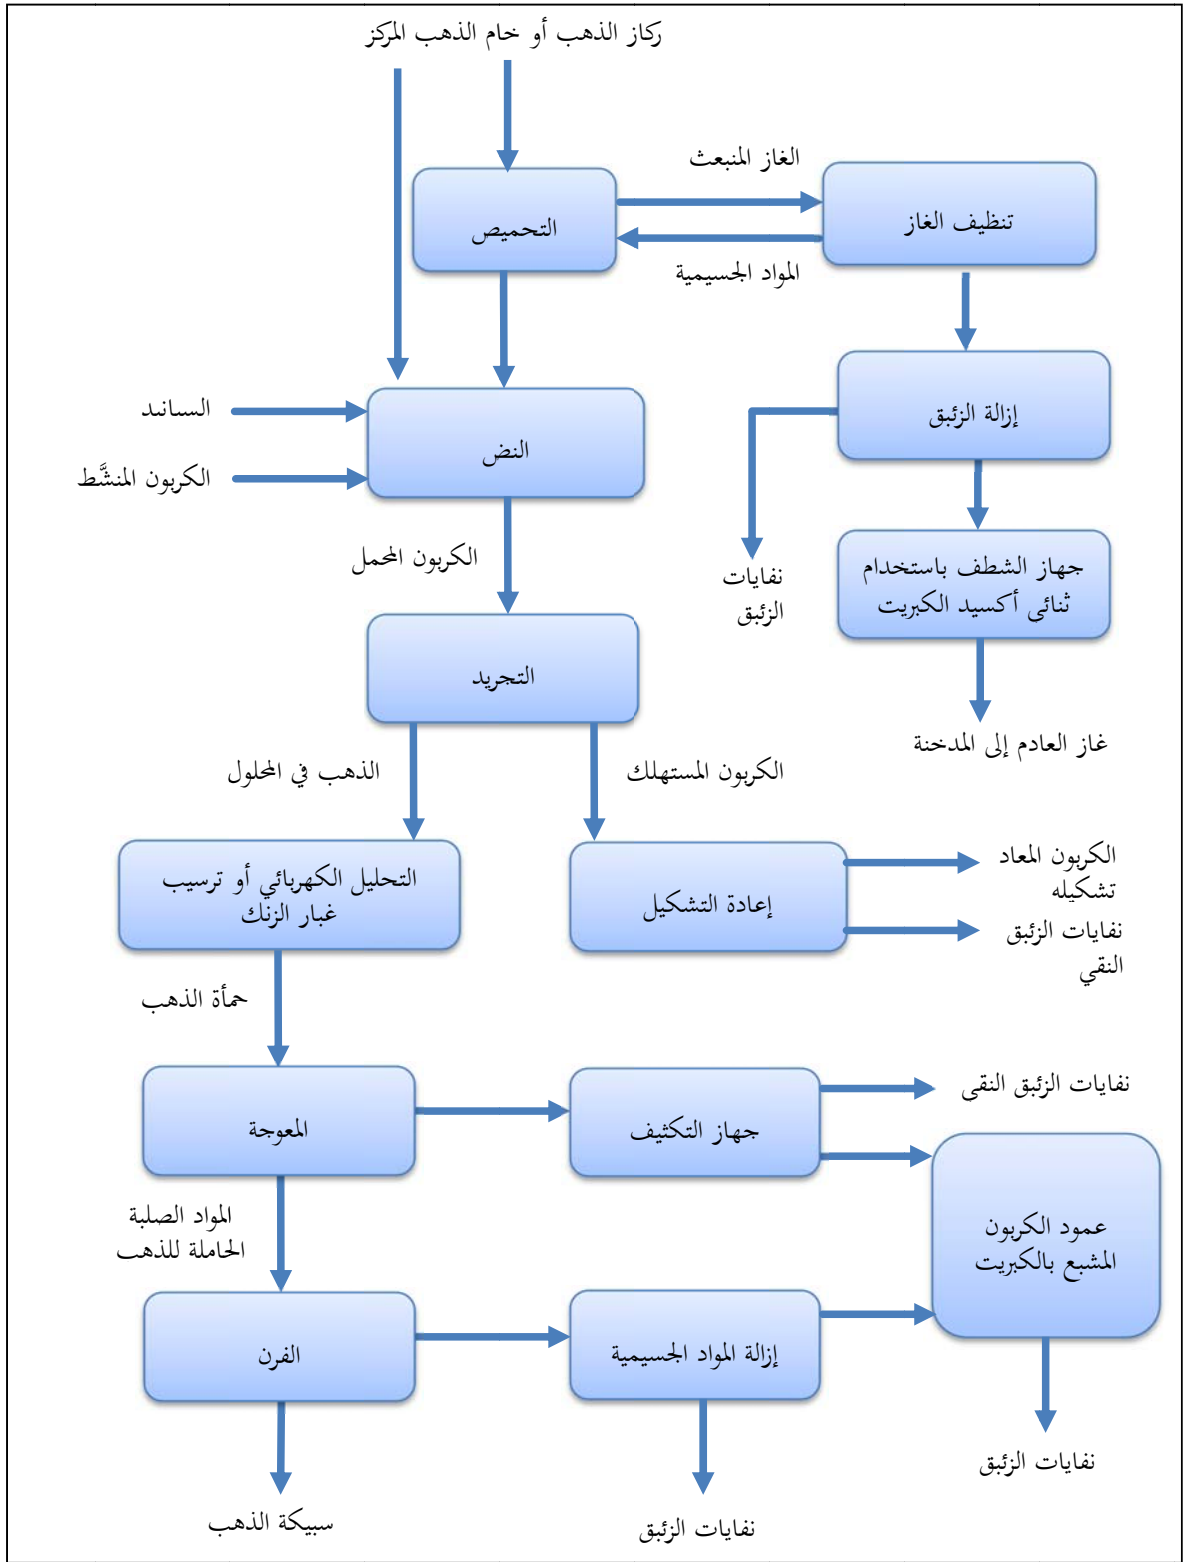 ركاز الذهب أو خام الذهب المركز
الغاز المنبعث
تنظيف الغاز
التحميص
المواد الجسيمية
إزالة الزئبق
السانىد
النض
الكربون المنشَّط
نفايات
الزئبق
جهاز الشطف باستخدام
ثنائى أكسيد الكبريت
الكربون المحمل
التجريد
غاز العادم إلى المدخنة
الكربون المستهلك
الذهب في المحلول
الكربون المعاد
تشكيله
إعادة التشكيل
نفايات الزئبق
النقي
التحليل الكهربائي أو ترسيب
غبار الزنك
حمأة الذهب
نفايات الزئبق النقى
جهاز التكثيف
المعوجة
عمود الكربون
المشبع بالكبريت
المواد الصلبة
الحاملة للذهب
إزالة المواد الجسيمية
الفرن
نفايات الزئبق
نفايات الزئبق
سبيكة الذهب